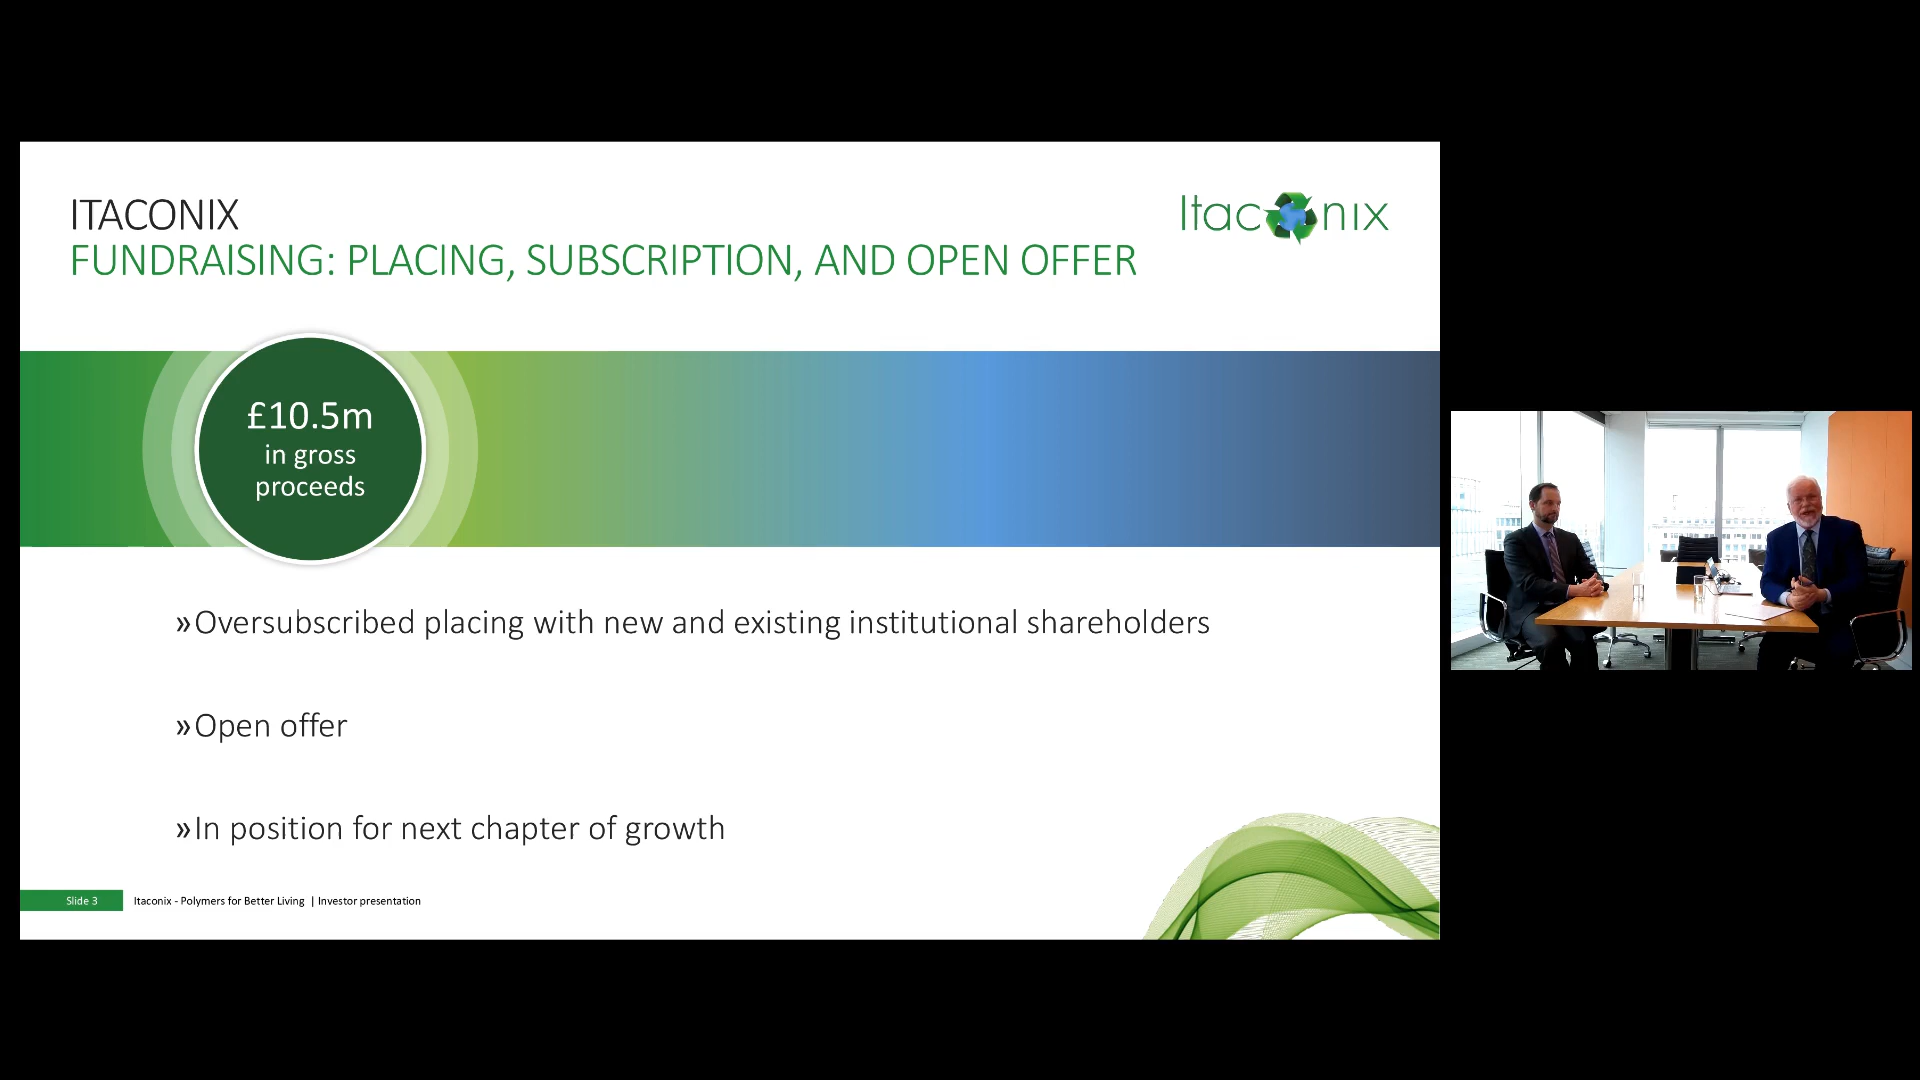 ITACONIX
FUNDRAISING: PLACING, SUBSCRIPTION, AND OPEN OFFER
Itaconix
£10.5m
in gross
proceeds
»Oversubscribed placing with new and existing institutional shareholders
»Open offer
»In position for next chapter of growth
Slide 3
Itaconix - Polymers for Better Living | Investor presentation